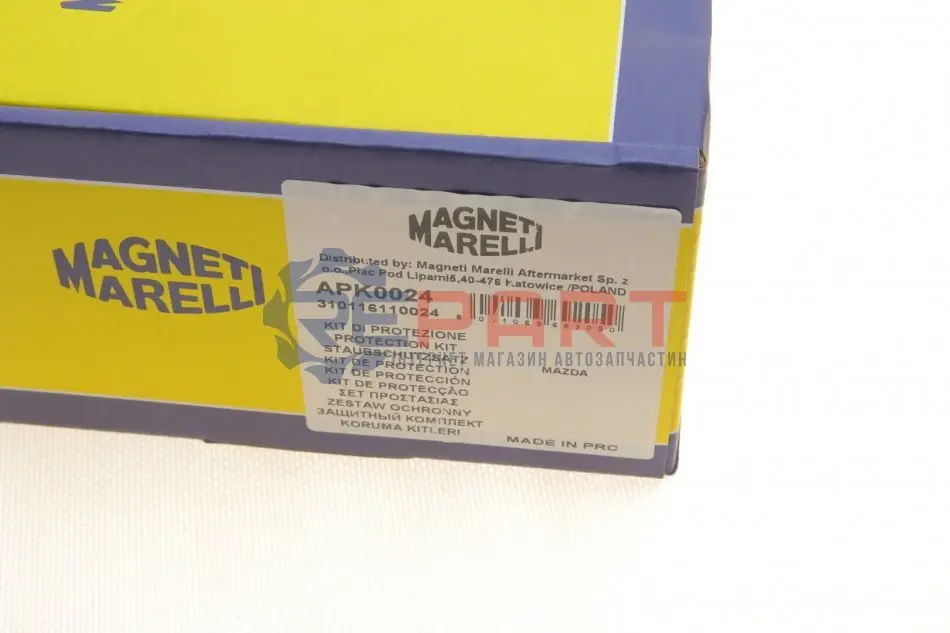 MAGNETI
MARELLI
MAGNETI
MARELLI
Distributed by: Magneti Marelli Aftermarket Sp. z
o.o.,Plac Pod Lipami5,40-476 Katowice /POLAND
APK0024
310116110024
KIT DI PROTEZIONE
PROTECTION KIT
STAUBSCHUTZSATZ
KIT DE PROTECTION
KIT DE PROTECCIÓN
KIT DE PROTECÇÃO
ΣΕΤ ΠΡΟΣΤΑΣΙΑΣ
ZESTAW OCHRONNY
ЗАЩИТНЫЙ КОМПЛЕКТ
KORUMA KITLERI
MAZDA
MADE IN PRC
PART
ИНТЕРНЕТ МАГАЗИН АВТОЗАПЧАСТИН